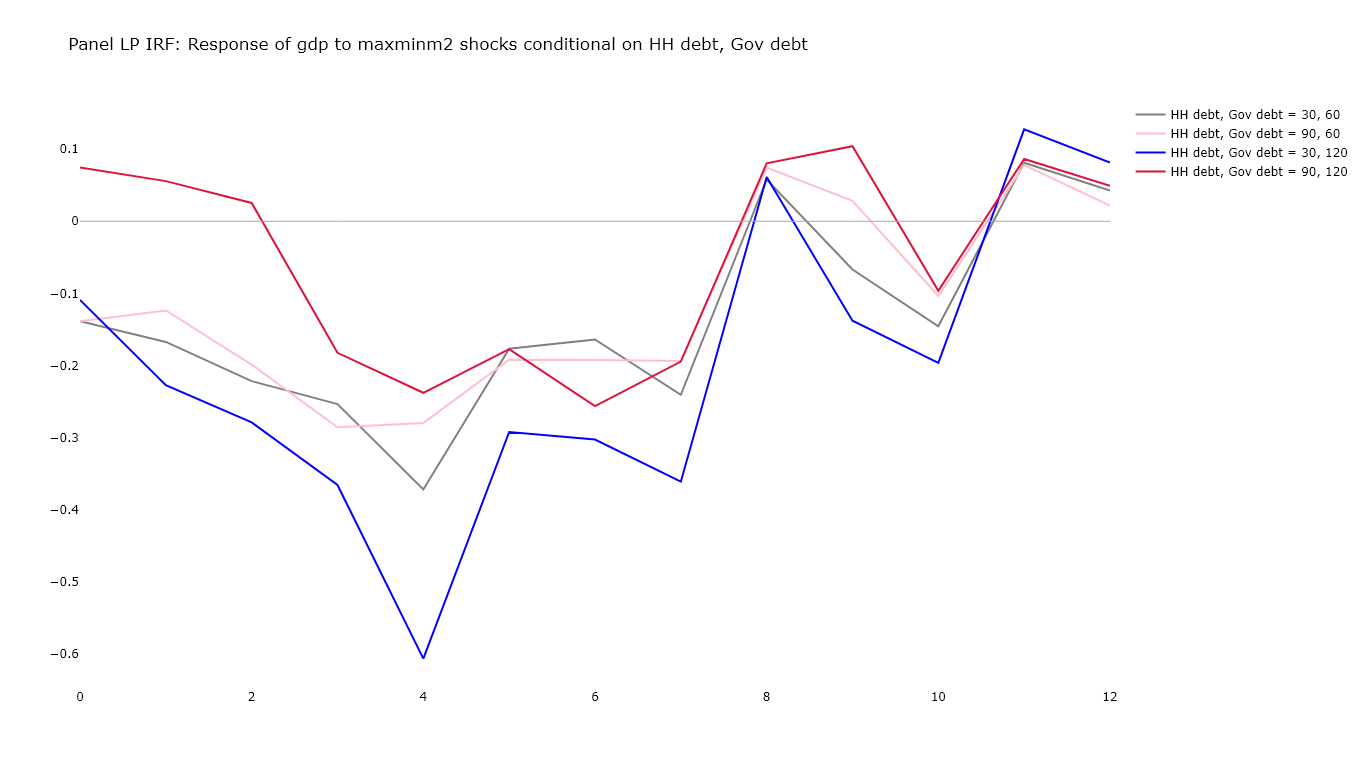 Panel LP IRF: Response of gdp to maxminm2 shocks conditional on HH debt, Gov debt
HH debt, Gov debt = 30, 60
HH debt, Gov debt = 90, 60
HH debt, Gov debt = 30, 120
HH debt, Gov debt = 90, 120
0.1
0
−0.1
−0.2
−0.3
−0.4
−0.5
−0.6
0 2 4 6 8 10 12